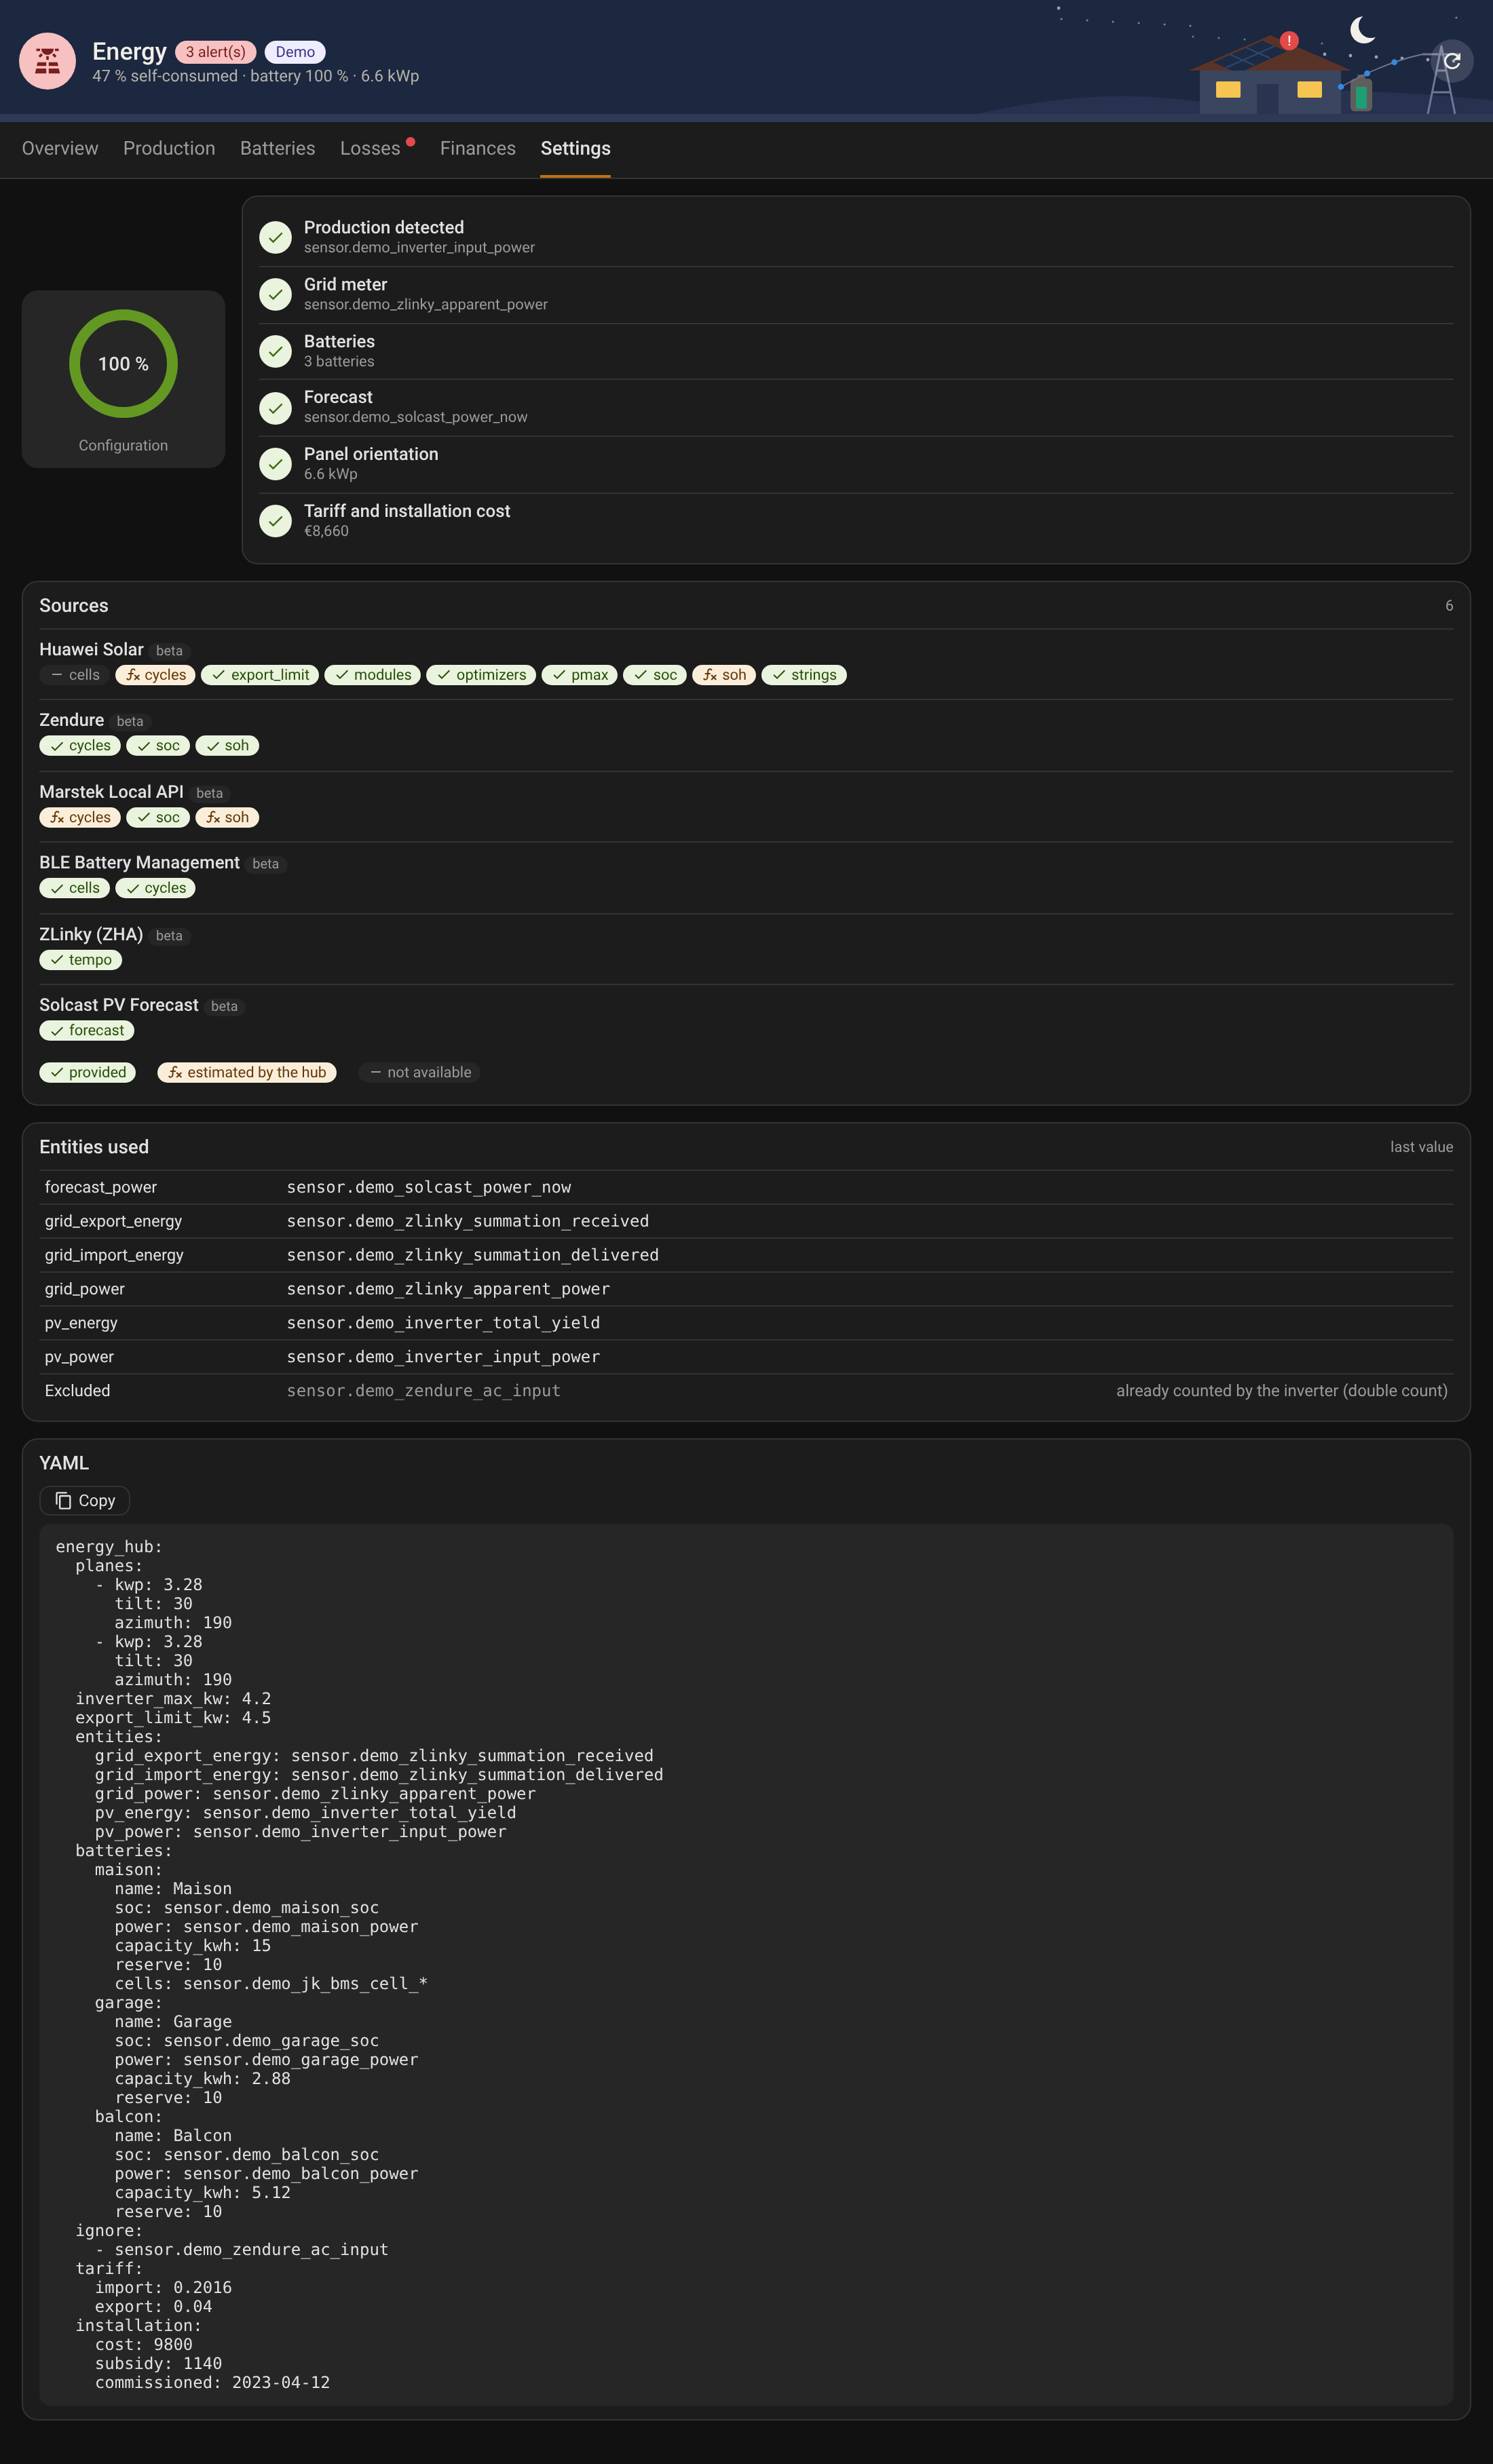 Energy 3 alert(s) Demo
47 % self-consumed · battery 100 % · 6.6 kWp
!
Overview Production Batteries Losses Finances Settings
100 %
Configuration
Production detected
sensor.demo_inverter_input_power
Grid meter
sensor.demo_zlinky_apparent_power
Batteries
3 batteries
Forecast
sensor.demo_solcast_power_now
Panel orientation
6.6 kWp
Tariff and installation cost
€8,660
Sources 6
Huawei Solar beta
cells cycles export_limit modules optimizers pmax soc soh strings
Zendure beta
cycles soc soh
Marstek Local API beta
cycles soc soh
BLE Battery Management beta
cells cycles
ZLinky (ZHA) beta
tempo
Solcast PV Forecast beta
forecast
provided estimated by the hub not available
Entities used last value
forecast_power sensor.demo_solcast_power_now
grid_export_energy sensor.demo_zlinky_summation_received
grid_import_energy sensor.demo_zlinky_summation_delivered
grid_power sensor.demo_zlinky_apparent_power
pv_energy sensor.demo_inverter_total_yield
pv_power sensor.demo_inverter_input_power
Excluded sensor.demo_zendure_ac_input already counted by the inverter (double count)
YAML
Copy
energy_hub:
  planes:
    - kwp: 3.28
      tilt: 30
      azimuth: 190
    - kwp: 3.28
      tilt: 30
      azimuth: 190
  inverter_max_kw: 4.2
  export_limit_kw: 4.5
  entities:
    grid_export_energy: sensor.demo_zlinky_summation_received
    grid_import_energy: sensor.demo_zlinky_summation_delivered
    grid_power: sensor.demo_zlinky_apparent_power
    pv_energy: sensor.demo_inverter_total_yield
    pv_power: sensor.demo_inverter_input_power
  batteries:
    maison:
      name: Maison
      soc: sensor.demo_maison_soc
      power: sensor.demo_maison_power
      capacity_kwh: 15
      reserve: 10
      cells: sensor.demo_jk_bms_cell_*
    garage:
      name: Garage
      soc: sensor.demo_garage_soc
      power: sensor.demo_garage_power
      capacity_kwh: 2.88
      reserve: 10
    balcon:
      name: Balcon
      soc: sensor.demo_balcon_soc
      power: sensor.demo_balcon_power
      capacity_kwh: 5.12
      reserve: 10
  ignore:
    - sensor.demo_zendure_ac_input
  tariff:
    import: 0.2016
    export: 0.04
  installation:
    cost: 9800
    subsidy: 1140
    commissioned: 2023-04-12